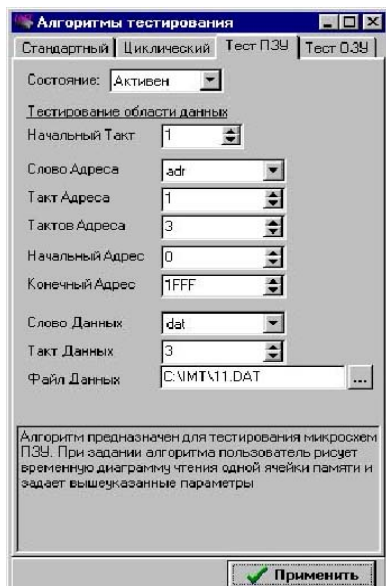 Алгоритмы тестирования
Стандартный Циклический Тест ПЗУ Тест ОЗУ
Состояние: Активен
Тестирование области данных
Начальный Такт 1
Слово Адреса adr
Такт Адреса 1
Тактов Адреса 3
Начальный Адрес 0
Конечный Адрес 1FFF
Слово Данных dat
Такт Данных 3
Файл Данных C:\IMT\11.DAT ...
Алгоритм предназначен для тестирования микросхем
ПЗУ. При задании алгоритма пользователь рисует
временную диаграмму чтения одной ячейки памяти и
задает вышеуказанные параметры
Применить